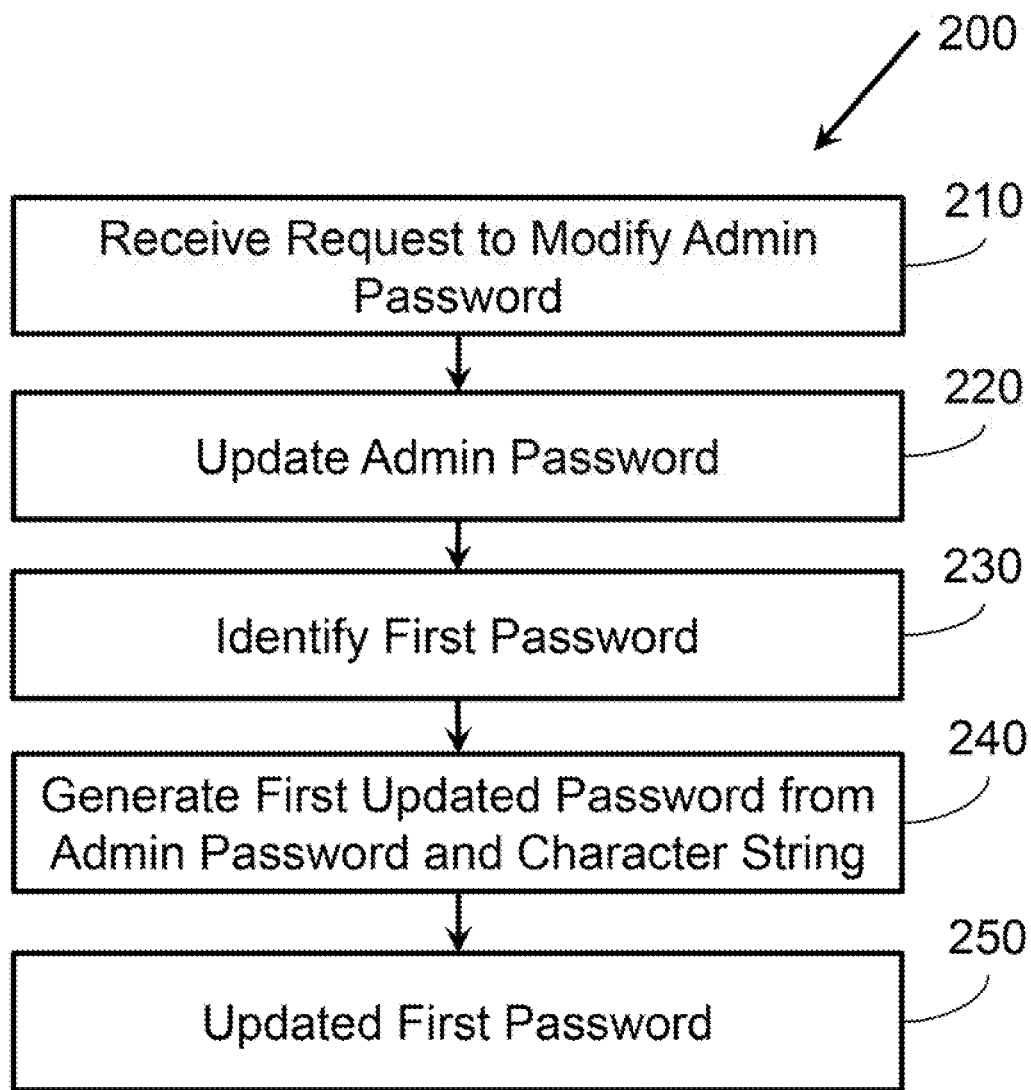 200
210
Receive Request to Modify Admin
Password
220
Update Admin Password
230
Identify First Password
240
Generate First Updated Password from
Admin Password and Character String
250
Updated First Password